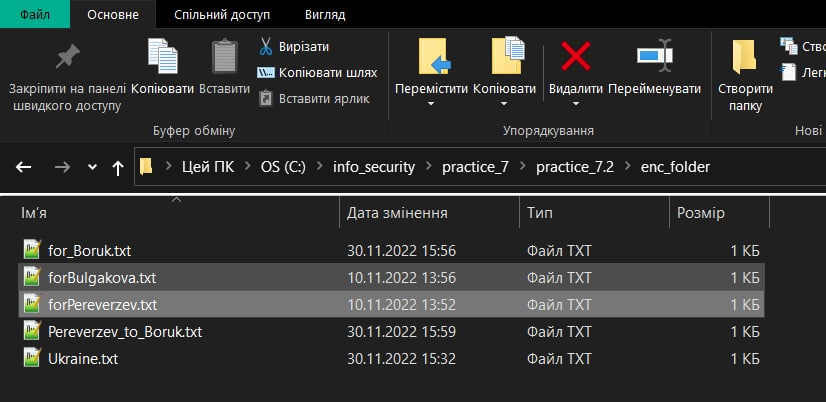 Файл Основне Спільний доступ Вигляд
Закріпити на панелі швидкого доступу
Копіювати
Вставити
Вирізати
Копіювати шлях
Вставити ярлик
Перемістити
Копіювати
Видалити
Перейменувати
Створити папку
Буфер обміну
Упорядкування
Нові
Цей ПК OS (C:) info_security practice_7 practice_7.2 enc_folder
Ім'я Дата змінення Тип Розмір
for_Boruk.txt 30.11.2022 15:56 Файл TXT 1 КБ
forBulgakova.txt 10.11.2022 13:56 Файл TXT 1 КБ
forPereverzev.txt 10.11.2022 13:52 Файл TXT 1 КБ
Pereverzev_to_Boruk.txt 30.11.2022 15:59 Файл TXT 1 КБ
Ukraine.txt 30.11.2022 15:32 Файл TXT 1 КБ